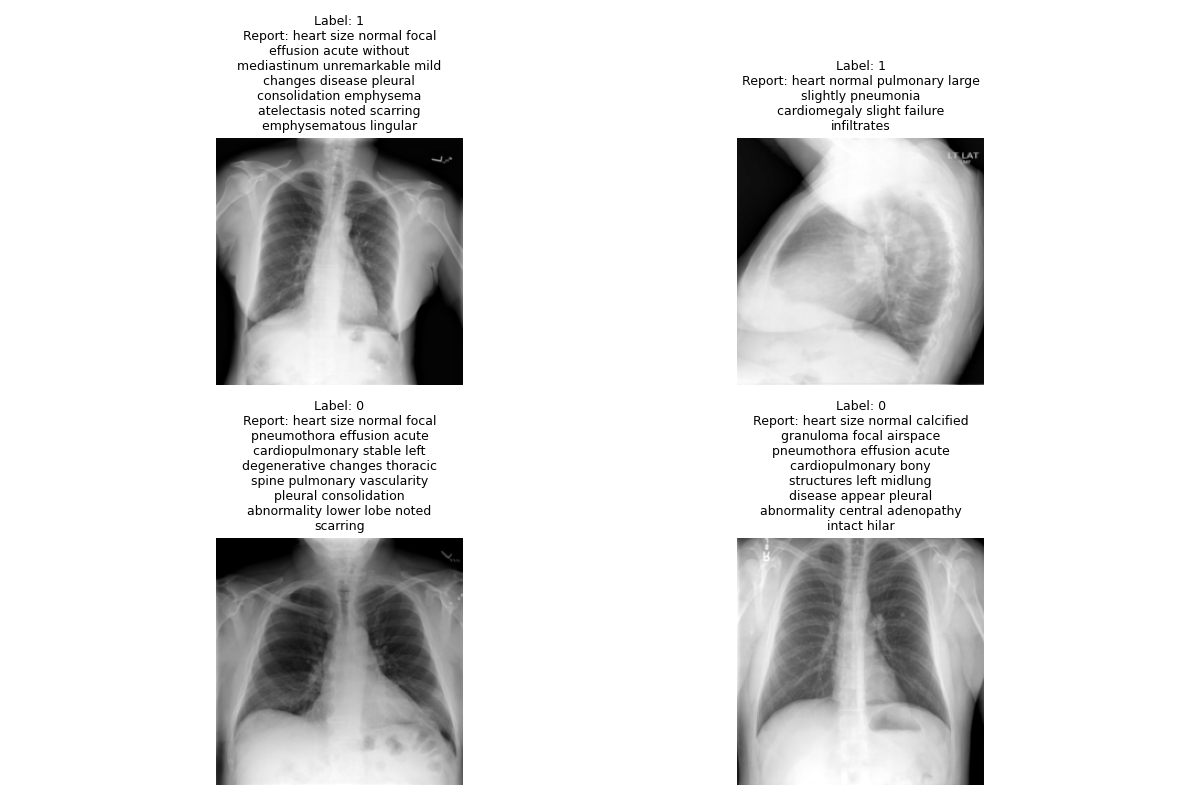 Label: 1
Report: heart size normal focal
effusion acute without
mediastinum unremarkable mild
changes disease pleural
consolidation emphysema
atelectasis noted scarring
emphysematous lingular
Label: 1
Report: heart normal pulmonary large
slightly pneumonia
cardiomegaly slight failure
infiltrates
LT LAT
Label: 0
Report: heart size normal focal
pneumothora effusion acute
cardiopulmonary stable left
degenerative changes thoracic
spine pulmonary vascularity
pleural consolidation
abnormality lower lobe noted
scarring
Label: 0
Report: heart size normal calcified
granuloma focal airspace
pneumothora effusion acute
cardiopulmonary bony
structures left midlung
disease appear pleural
abnormality central adenopathy
intact hilar
R